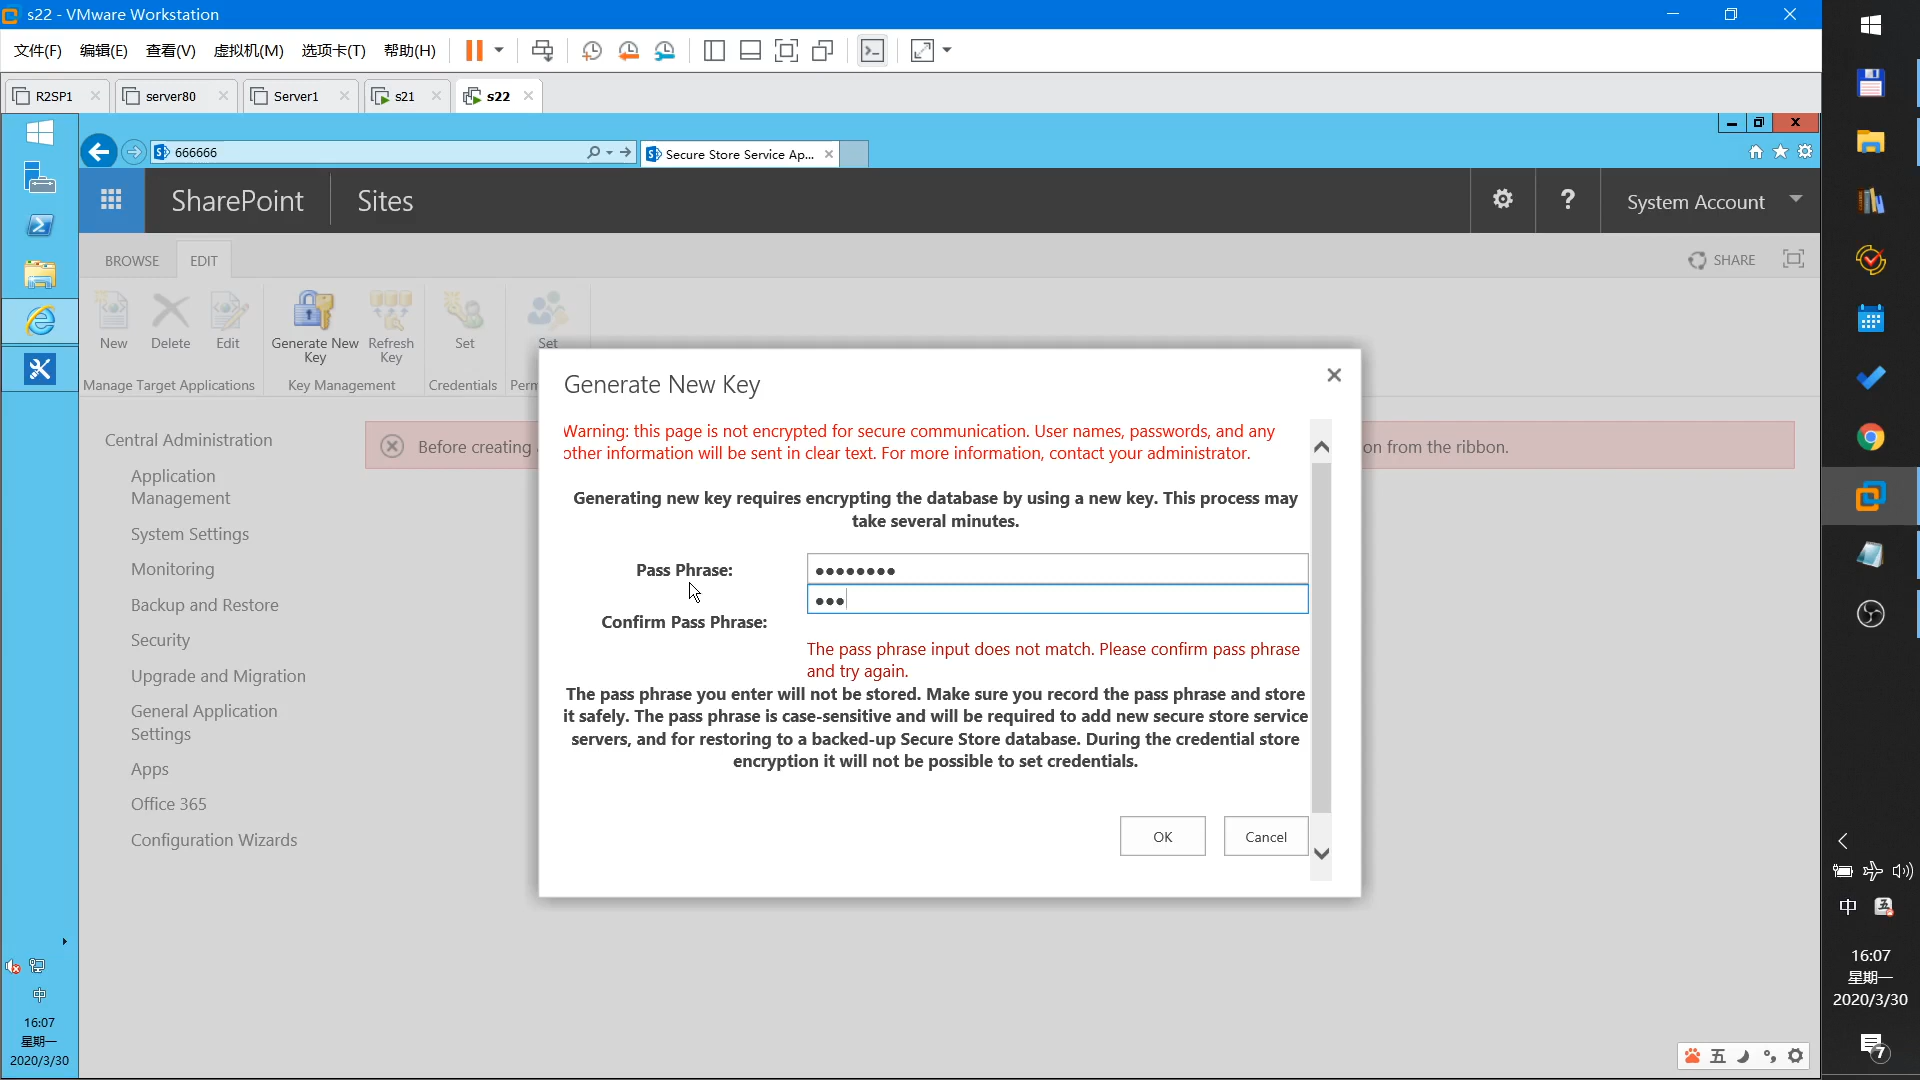 s22 - VMware Workstation
文件(F) 编辑(E) 查看(V) 虚拟机(M) 选项卡(T) 帮助(H)
R2SP1 server80 Server1 s21 s22
666666 Secure Store Service Ap...
SharePoint Sites ? System Account
BROWSE EDIT SHARE
New Delete Edit Generate New Key Refresh Key Set Set
Manage Target Applications Key Management Credentials Perm
Central Administration
Application Management
System Settings
Monitoring
Backup and Restore
Security
Upgrade and Migration
General Application Settings
Apps
Office 365
Configuration Wizards
Before creating on from the ribbon.
Generate New Key
Warning: this page is not encrypted for secure communication. User names, passwords, and any
other information will be sent in clear text. For more information, contact your administrator.
Generating new key requires encrypting the database by using a new key. This process may
take several minutes.
Pass Phrase: ●●●●●●●●
●●●
Confirm Pass Phrase:
The pass phrase input does not match. Please confirm pass phrase
and try again.
The pass phrase you enter will not be stored. Make sure you record the pass phrase and store
it safely. The pass phrase is case-sensitive and will be required to add new secure store service
servers, and for restoring to a backed-up Secure Store database. During the credential store
encryption it will not be possible to set credentials.
OK Cancel
中
16:07
星期一
2020/3/30
五
中 五
16:07
星期一
2020/3/30
7